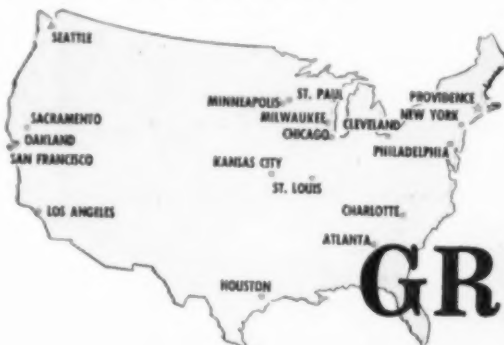 SEATTLE
ST. PAUL
MINNEAPOLIS
PROVIDENCE
MILWAUKEE
CLEVELAND
NEW YORK
SACRAMENTO
CHICAGO
OAKLAND
PHILADELPHIA
SAN FRANCISCO
KANSAS CITY
ST. LOUIS
LOS ANGELES
CHARLOTTE
ATLANTA
GR
HOUSTON